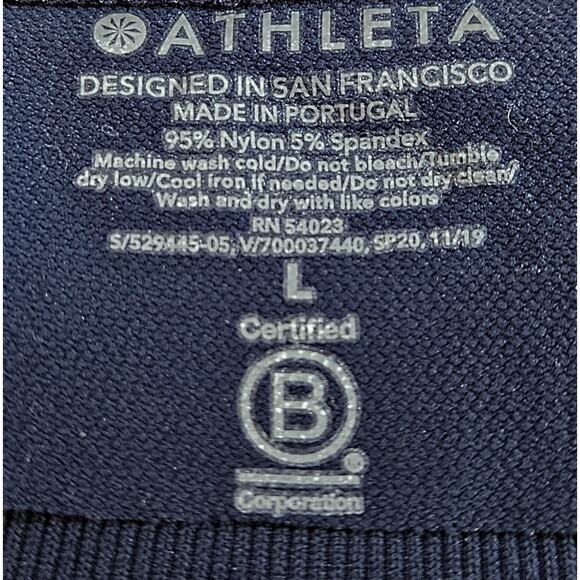 ATHLETA
DESIGNED IN SAN FRANCISCO
MADE IN PORTUGAL
95% Nylon 5% Spandex
Machine wash cold/Do not bleach/Tumble
dry low/Cool iron if needed/Do not dry clean/
Wash and dry with like colors
RN 54023
S/529445-05, V/700037440, SP20, 11/19
L
Certified
B
®
Corporation